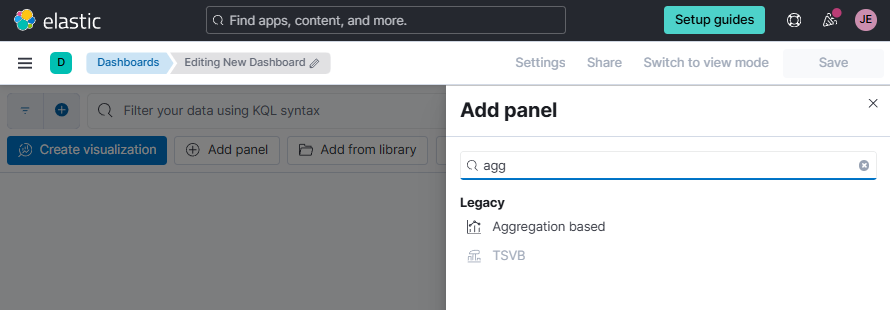 elastic
Find apps, content, and more.
Setup guides
JE
D
Dashboards
Editing New Dashboard
Settings
Share
Switch to view mode
Save
Filter your data using KQL syntax
Create visualization
Add panel
Add from library
Add panel
agg
Legacy
Aggregation based
TSVB